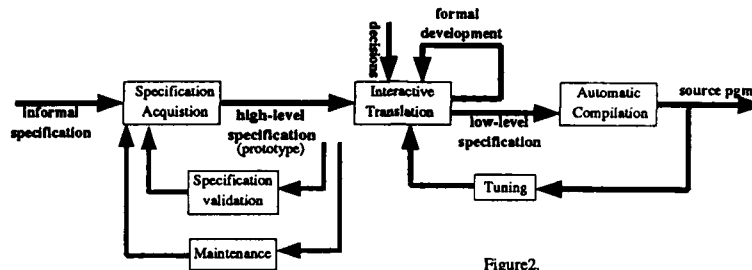 formal
development
decisions
informal
specification
Specification
Acquistion
high-level
specification
(prototype)
Interactive
Translation
low-level
specification
Automatic
Compilation
source pgm
Specification
validation
Tuning
Maintenance
Figure2.